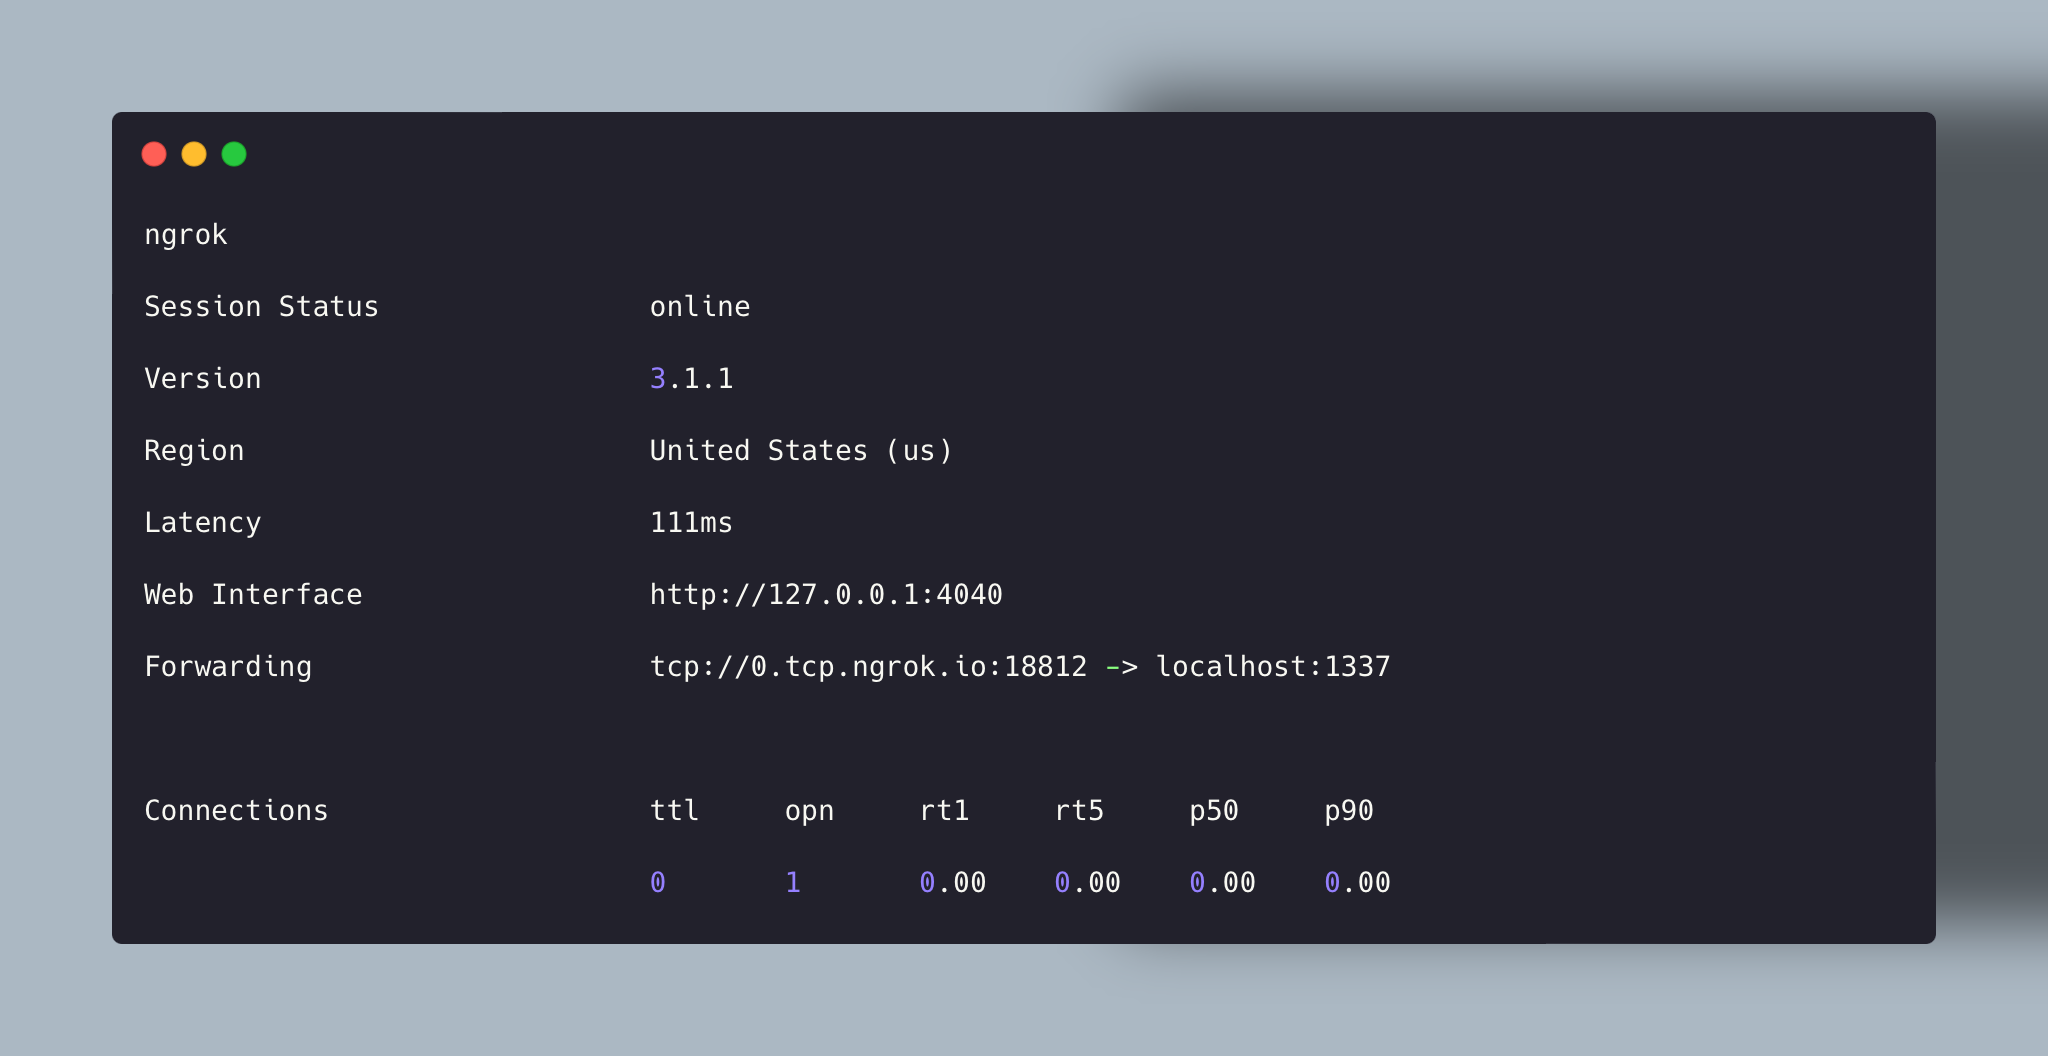 ngrok
Session Status online
Version 3.1.1
Region United States (us)
Latency 111ms
Web Interface http://127.0.0.1:4040
Forwarding tcp://0.tcp.ngrok.io:18812 -> localhost:1337
Connections ttl opn rt1 rt5 p50 p90
0 1 0.00 0.00 0.00 0.00